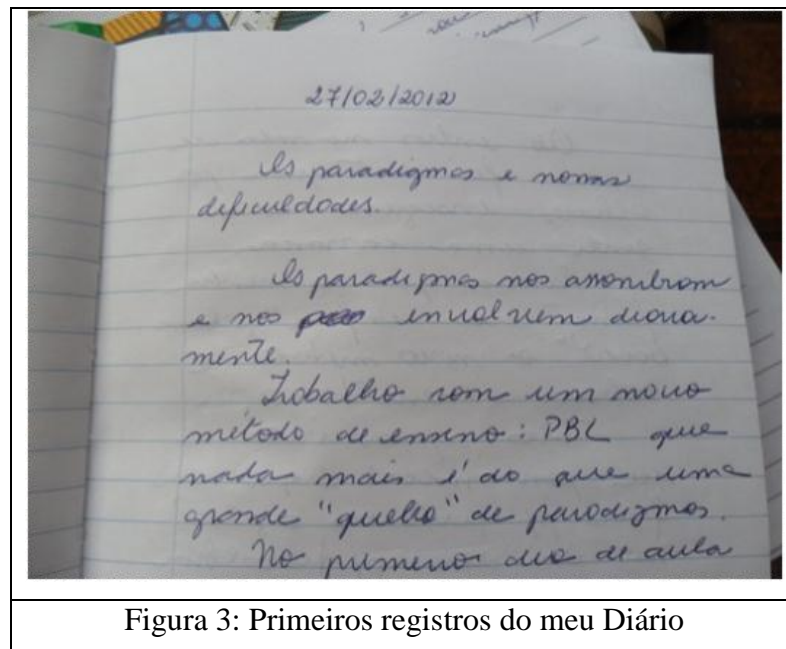 27/02/2012
Os paradigmas e nossas
dificuldades.
Os paradigmas nos assombram
e nos envolvem diaria-
mente.
Trabalho com um novo
método de ensino: PBL que
nada mais é do que uma
grande "quebra" de paradigmas.
No primeiro dia de aula
Figura 3: Primeiros registros do meu Diário